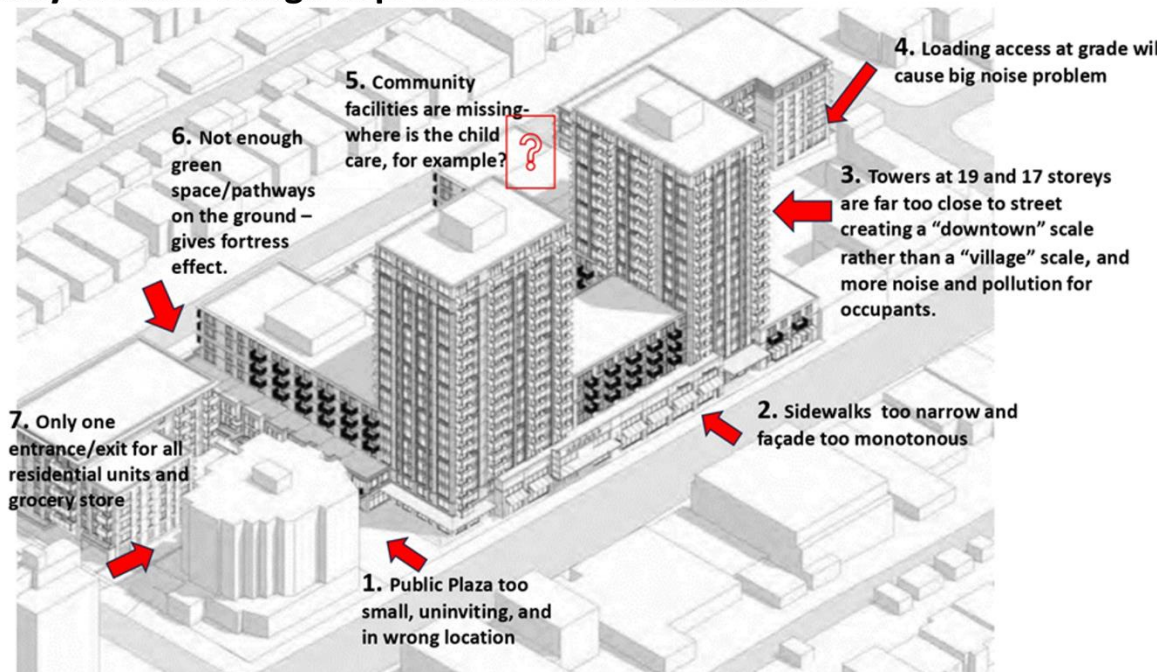 1. Public Plaza too
small, uninviting, and
in wrong location
2. Sidewalks too narrow and
façade too monotonous
3. Towers at 19 and 17 storeys
are far too close to street
creating a “downtown” scale
rather than a “village” scale, and
more noise and pollution for
occupants.
4. Loading access at grade wil
cause big noise problem
5. Community
facilities are missing-
where is the child
care, for example?
?
6. Not enough
green
space/pathways
on the ground –
gives fortress
effect.
7. Only one
entrance/exit for all
residential units and
grocery store